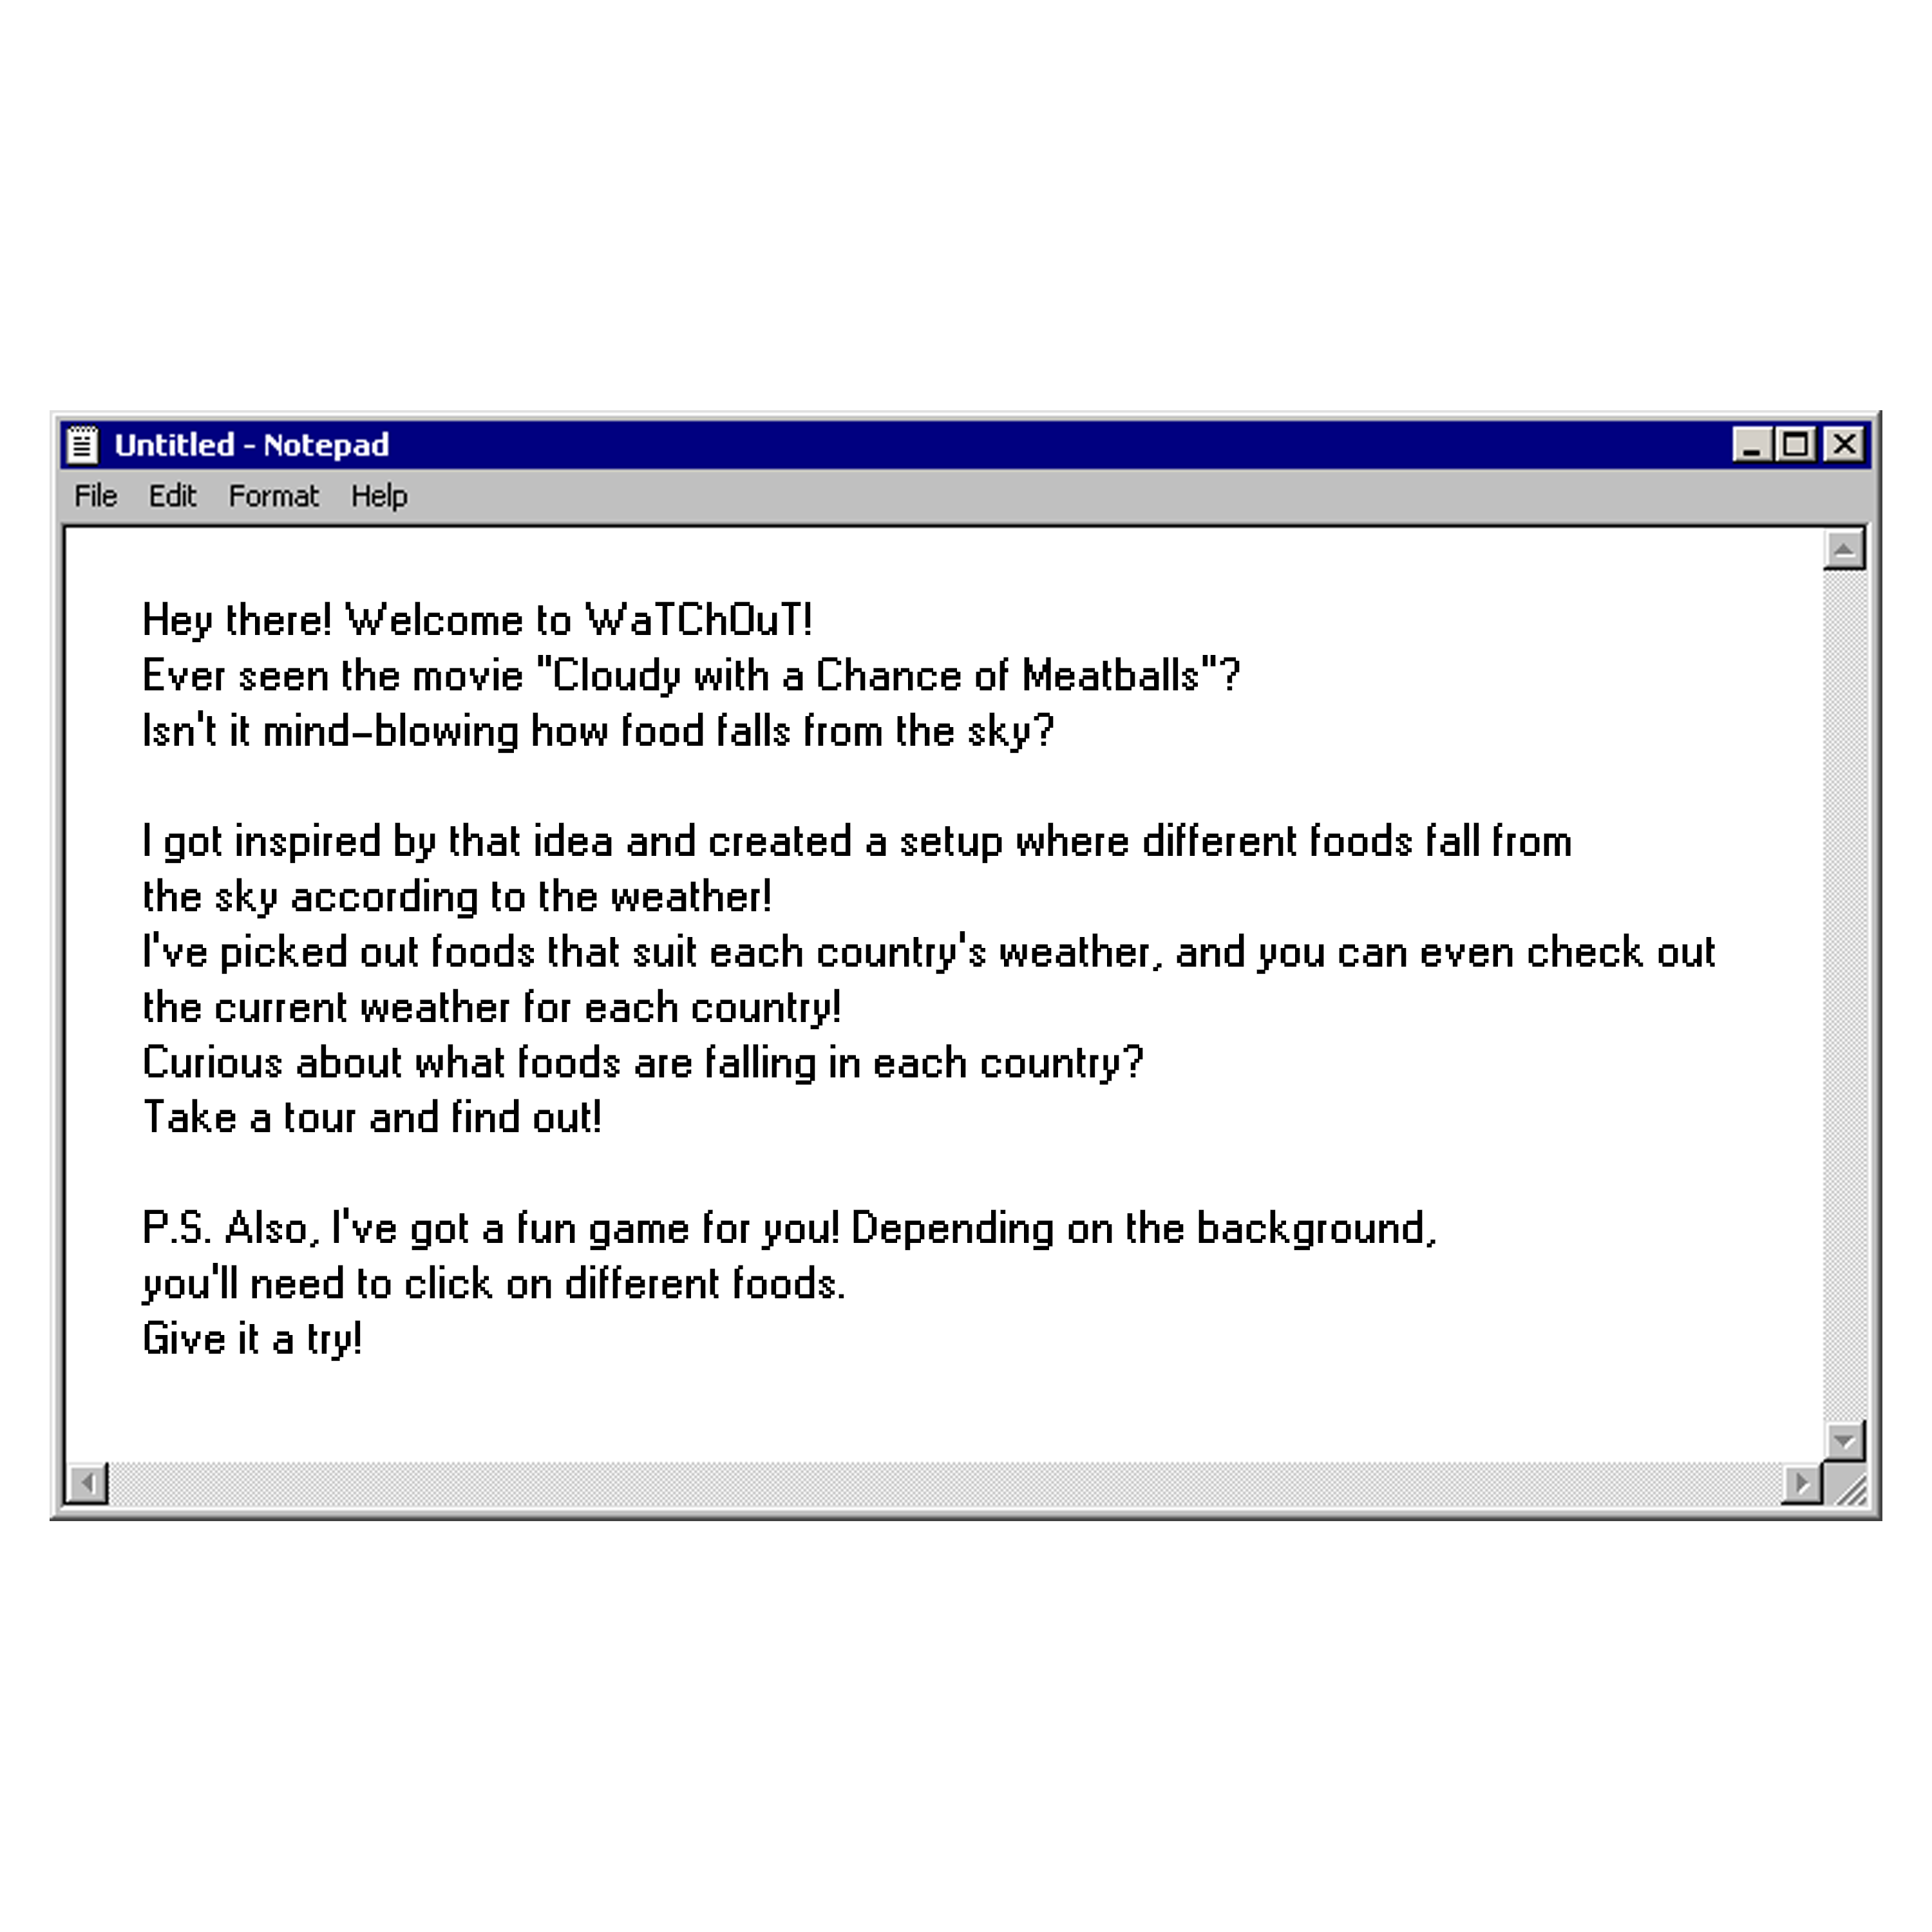 Untitled - Notepad
File Edit Format Help
Hey there! Welcome to WaTChOuT!
Ever seen the movie "Cloudy with a Chance of Meatballs"?
Isn't it mind-blowing how food falls from the sky?
I got inspired by that idea and created a setup where different foods fall from
the sky according to the weather!
I've picked out foods that suit each country's weather, and you can even check out
the current weather for each country!
Curious about what foods are falling in each country?
Take a tour and find out!
P.S. Also, I've got a fun game for you! Depending on the background,
you'll need to click on different foods.
Give it a try!